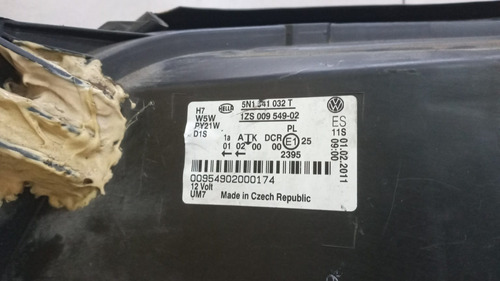 HELLA
5N1 941 032 T
1ZS 009 549-02
H7
W5W
PY21W
D1S
1a A TK DCR PL
01 02 00 00 E1 25
2395
00954902000174
12 Volt
UM7
Made in Czech Republic
ES
11S
01.02.2011
09:00